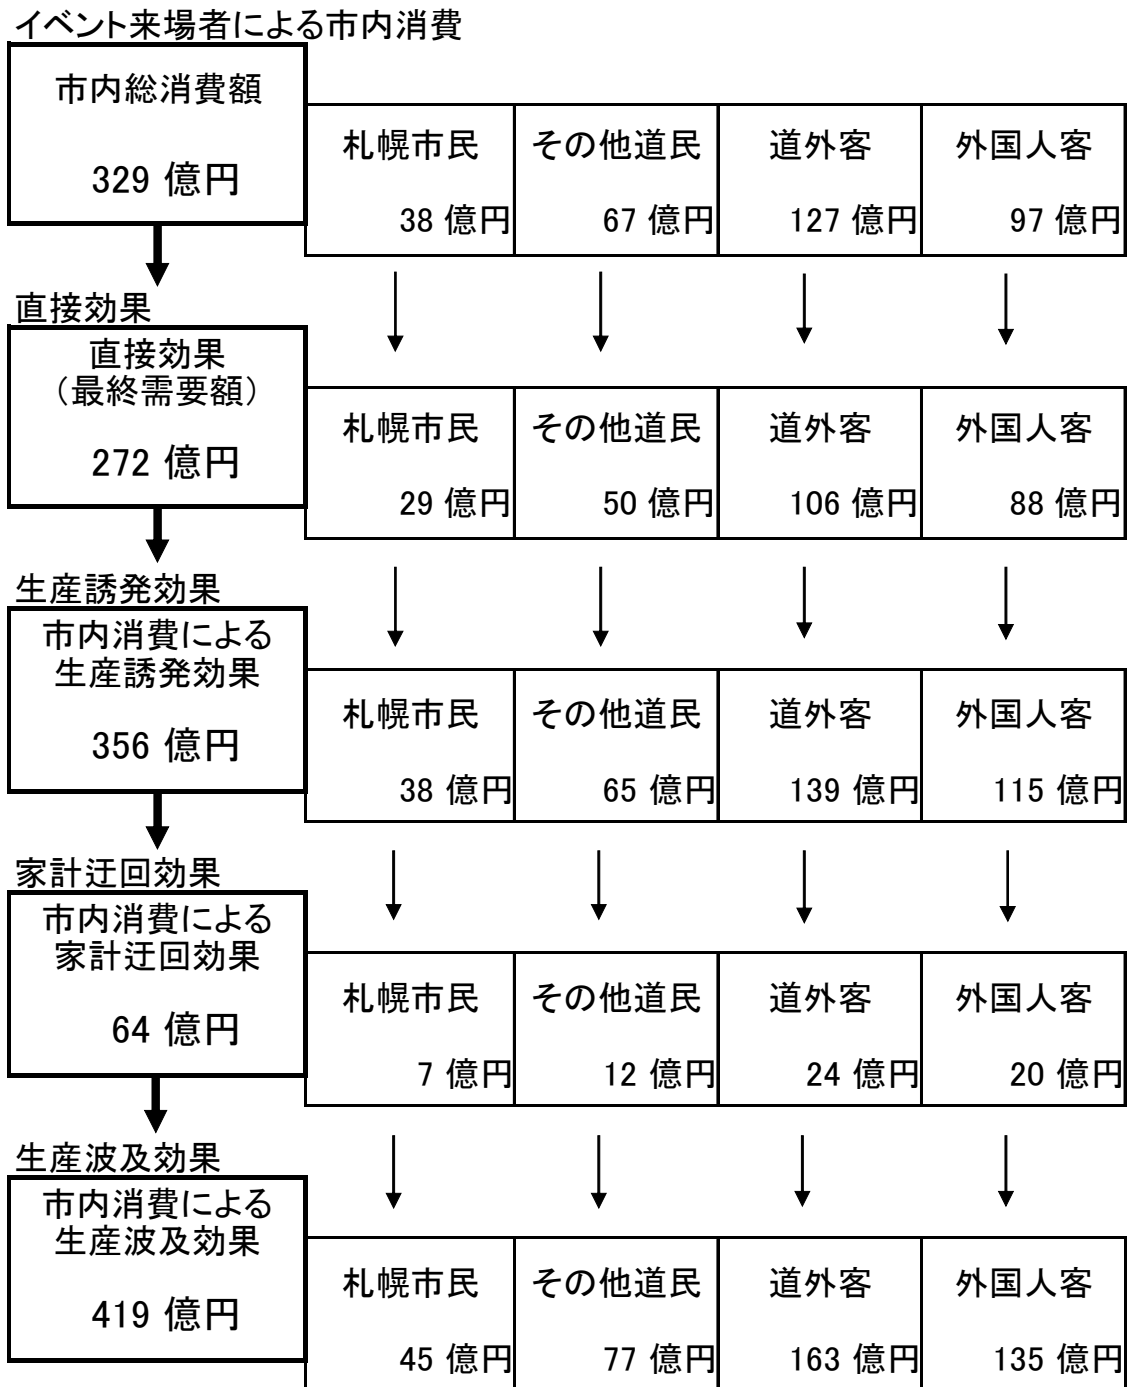 イベント来場者による市内消費
市内総消費額
329 億円
札幌市民 その他道民 道外客 外国人客
38 億円 67 億円 127 億円 97 億円
直接効果
直接効果
（最終需要額）
272 億円
札幌市民 その他道民 道外客 外国人客
29 億円 50 億円 106 億円 88 億円
生産誘発効果
市内消費による
生産誘発効果
356 億円
札幌市民 その他道民 道外客 外国人客
38 億円 65 億円 139 億円 115 億円
家計迂回効果
市内消費による
家計迂回効果
64 億円
札幌市民 その他道民 道外客 外国人客
7 億円 12 億円 24 億円 20 億円
生産波及効果
市内消費による
生産波及効果
419 億円
札幌市民 その他道民 道外客 外国人客
45 億円 77 億円 163 億円 135 億円